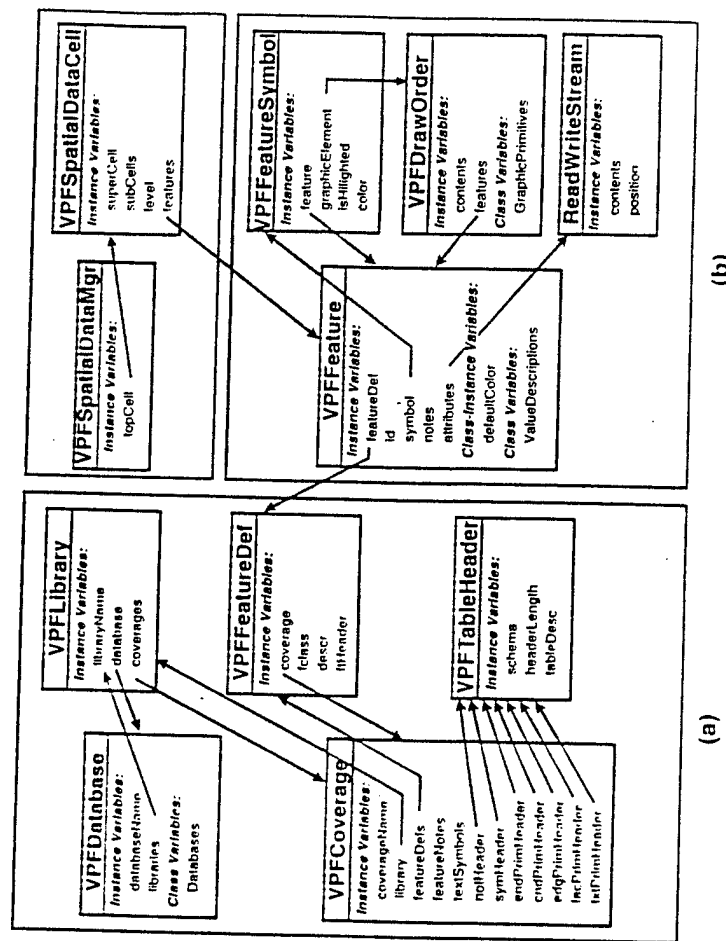 VPFDatabase
Instance Variables:
databaseName
libraries
Class Variables:
Databases
VPFLibrary
Instance Variables:
libraryName
database
coverages
VPFCoverage
Instance Variables:
coverageName
library
featureDefs
featureNotes
textSymbols
notHeader
symHeader
endPrimHeader
cndPrimHeader
edgPrimHeader
facPrimHeader
txtPrimHeader
VPFFeatureDef
Instance Variables:
coverage
fclass
descr
ftHeader
VPFTableHeader
Instance Variables:
schema
headerLength
tableDesc
(a)
VPFSpatialDataMgr
Instance Variables:
topCell
VPFSpatialDataCell
Instance Variables:
superCell
subCells
level
features
VPFFeature
Instance Variables:
featureDef
id
symbol
notes
attributes
Class-Instance Variables:
defaultColor
Class Variables:
ValueDescriptions
VPFFeatureSymbol
Instance Variables:
feature
graphicElement
isHilighted
color
VPFDrawOrder
Instance Variables:
contents
features
Class Variables:
GraphicPrimitives
ReadWriteStream
Instance Variables:
contents
position
(b)